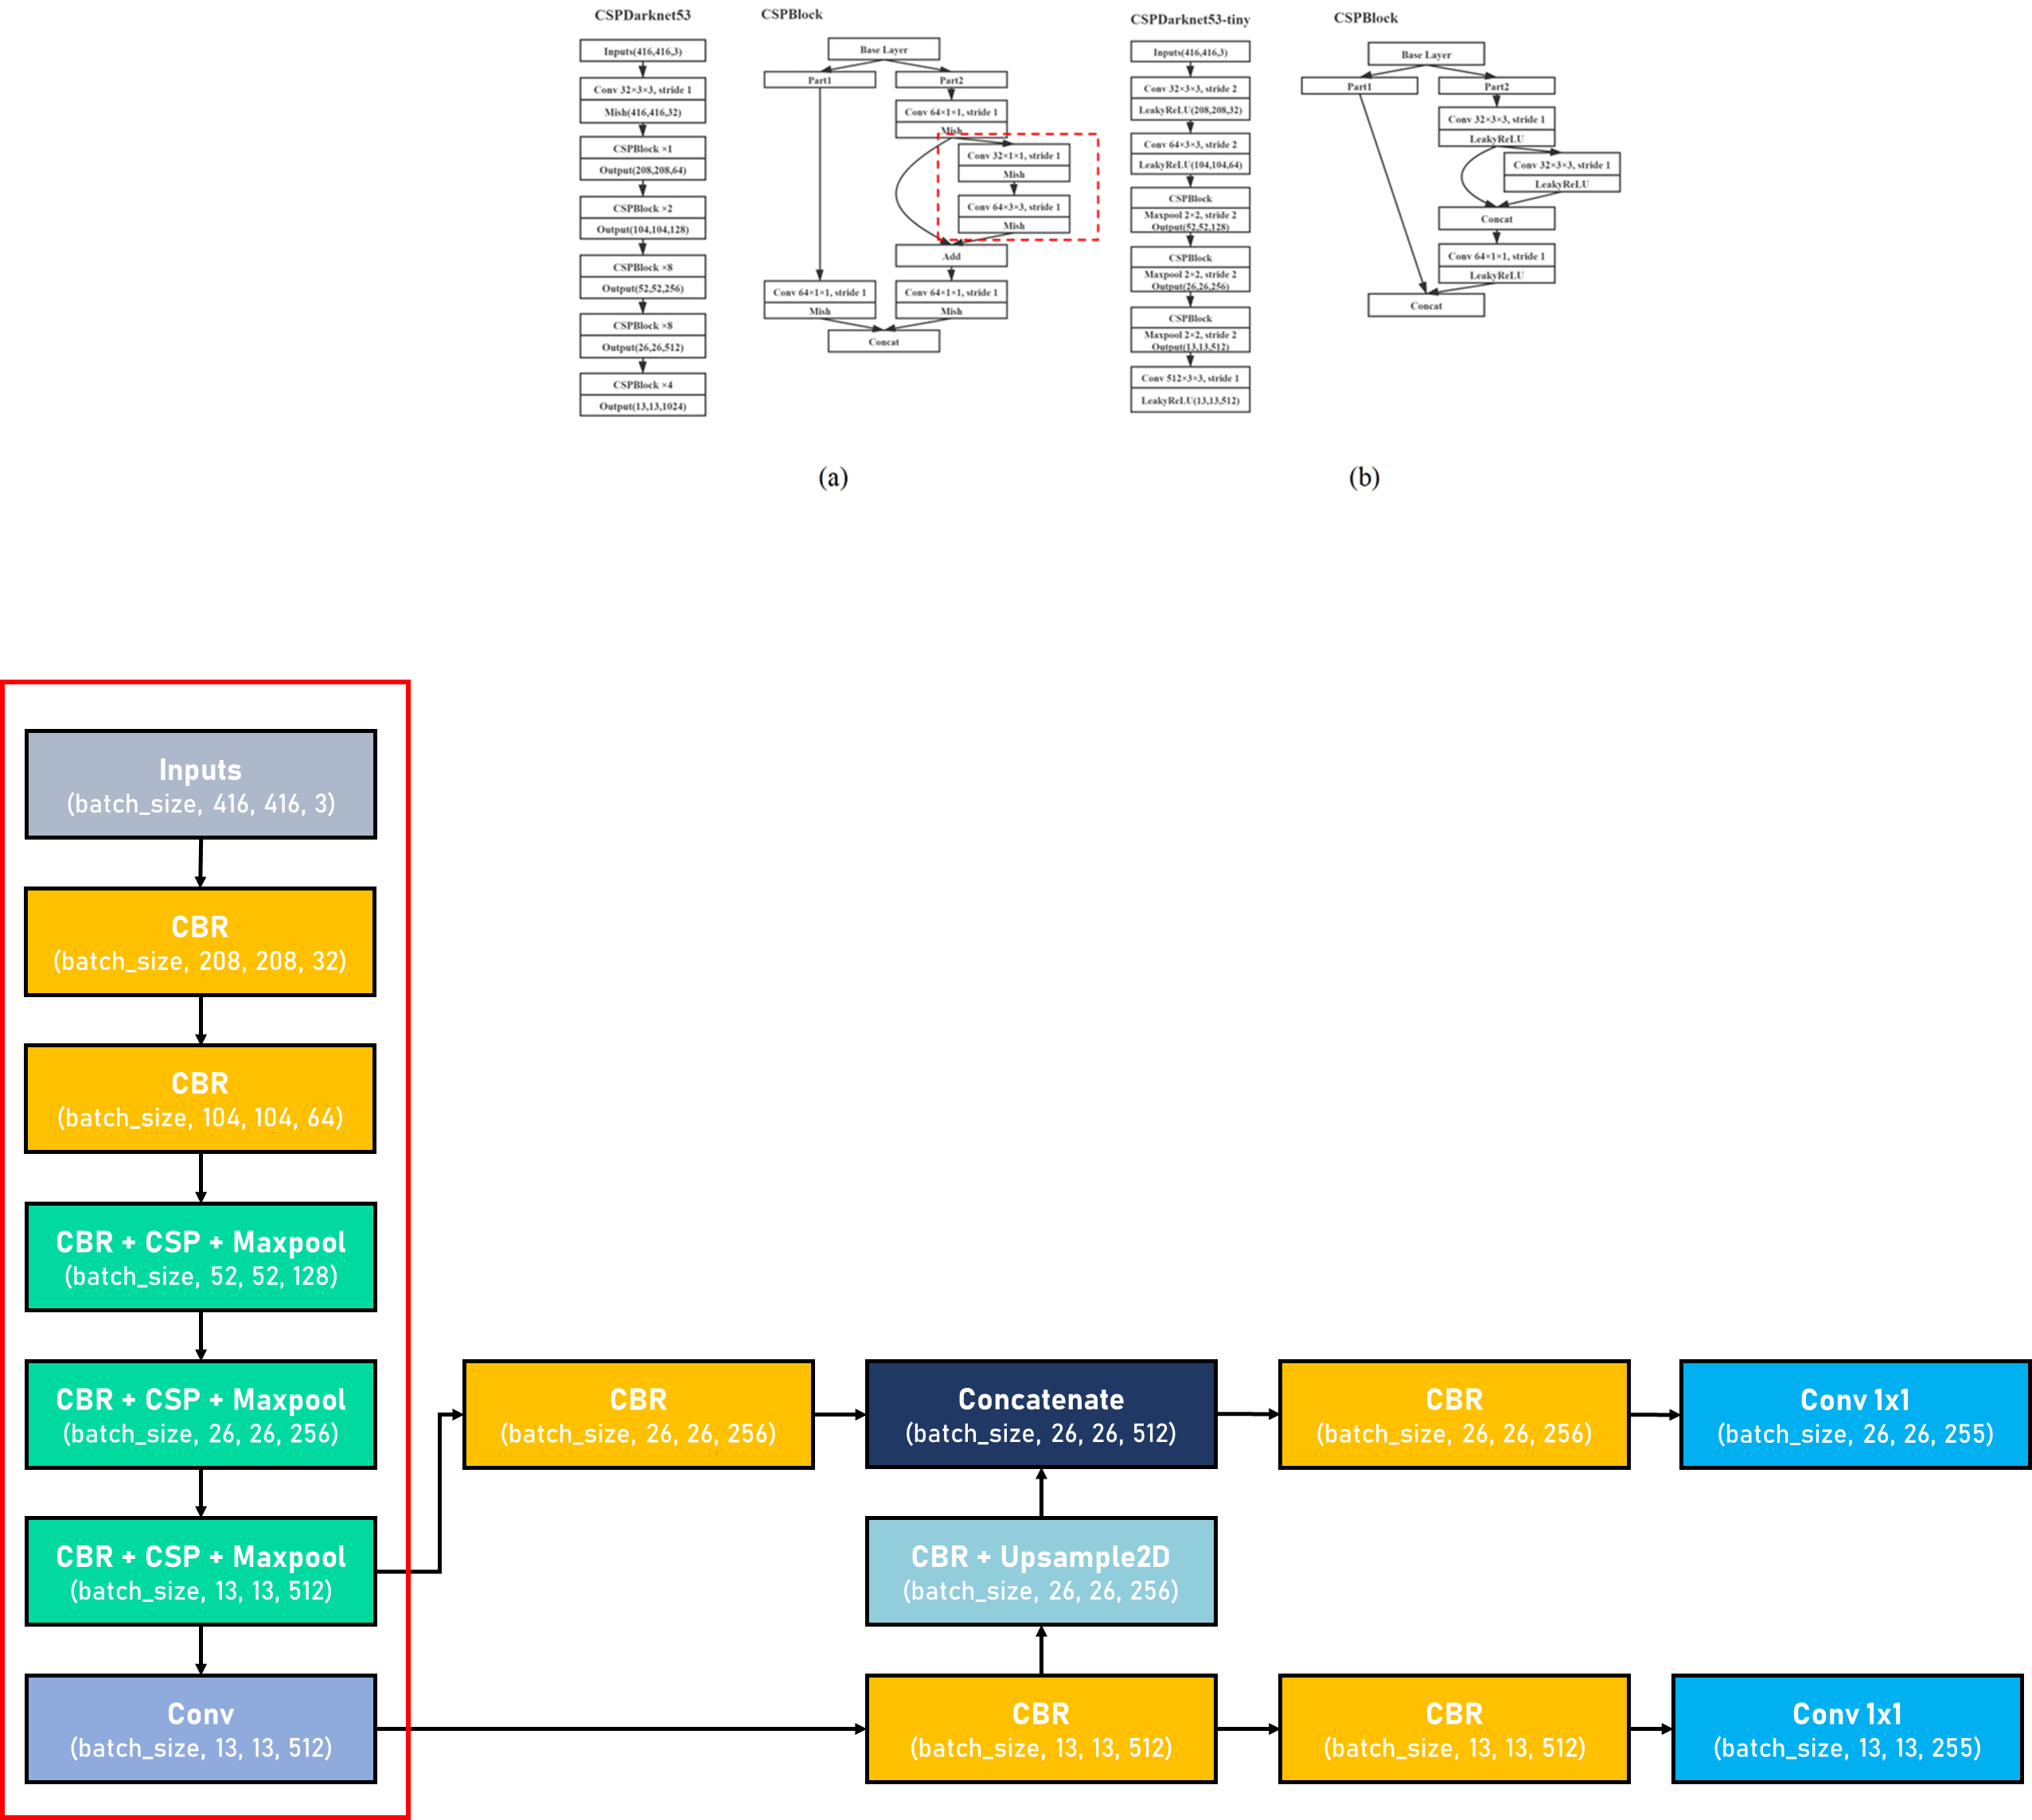 CSPDarknet53
Inputs(416,416,3)
Conv 32×3×3, stride 1
Mish(416,416,32)
CSPBlock ×1
Output(208,208,64)
CSPBlock ×2
Output(104,104,128)
CSPBlock ×8
Output(52,52,256)
CSPBlock ×8
Output(26,26,512)
CSPBlock ×4
Output(13,13,1024)
CSPBlock
Base Layer
Part1
Part2
Conv 64×1×1, stride 1
Mish
Conv 32×1×1, stride 1
Mish
Conv 64×3×3, stride 1
Mish
Add
Conv 64×1×1, stride 1
Mish
Conv 64×1×1, stride 1
Mish
Concat
(a)
CSPDarknet53-tiny
Inputs(416,416,3)
Conv 32×3×3, stride 2
LeakyReLU(208,208,32)
Conv 64×3×3, stride 2
LeakyReLU(104,104,64)
CSPBlock
Maxpool 2×2, stride 2
Output(52,52,128)
CSPBlock
Maxpool 2×2, stride 2
Output(26,26,256)
CSPBlock
Maxpool 2×2, stride 2
Output(13,13,512)
Conv 512×3×3, stride 1
LeakyReLU(13,13,512)
CSPBlock
Base Layer
Part1
Part2
Conv 32×3×3, stride 1
LeakyReLU
Conv 32×3×3, stride 1
LeakyReLU
Concat
Conv 64×1×1, stride 1
LeakyReLU
Concat
(b)
Inputs
(batch_size, 416, 416, 3)
CBR
(batch_size, 208, 208, 32)
CBR
(batch_size, 104, 104, 64)
CBR + CSP + Maxpool
(batch_size, 52, 52, 128)
CBR + CSP + Maxpool
(batch_size, 26, 26, 256)
CBR + CSP + Maxpool
(batch_size, 13, 13, 512)
Conv
(batch_size, 13, 13, 512)
CBR
(batch_size, 26, 26, 256)
Concatenate
(batch_size, 26, 26, 512)
CBR
(batch_size, 26, 26, 256)
Conv 1x1
(batch_size, 26, 26, 255)
CBR + Upsample2D
(batch_size, 26, 26, 256)
CBR
(batch_size, 13, 13, 512)
CBR
(batch_size, 13, 13, 512)
Conv 1x1
(batch_size, 13, 13, 255)